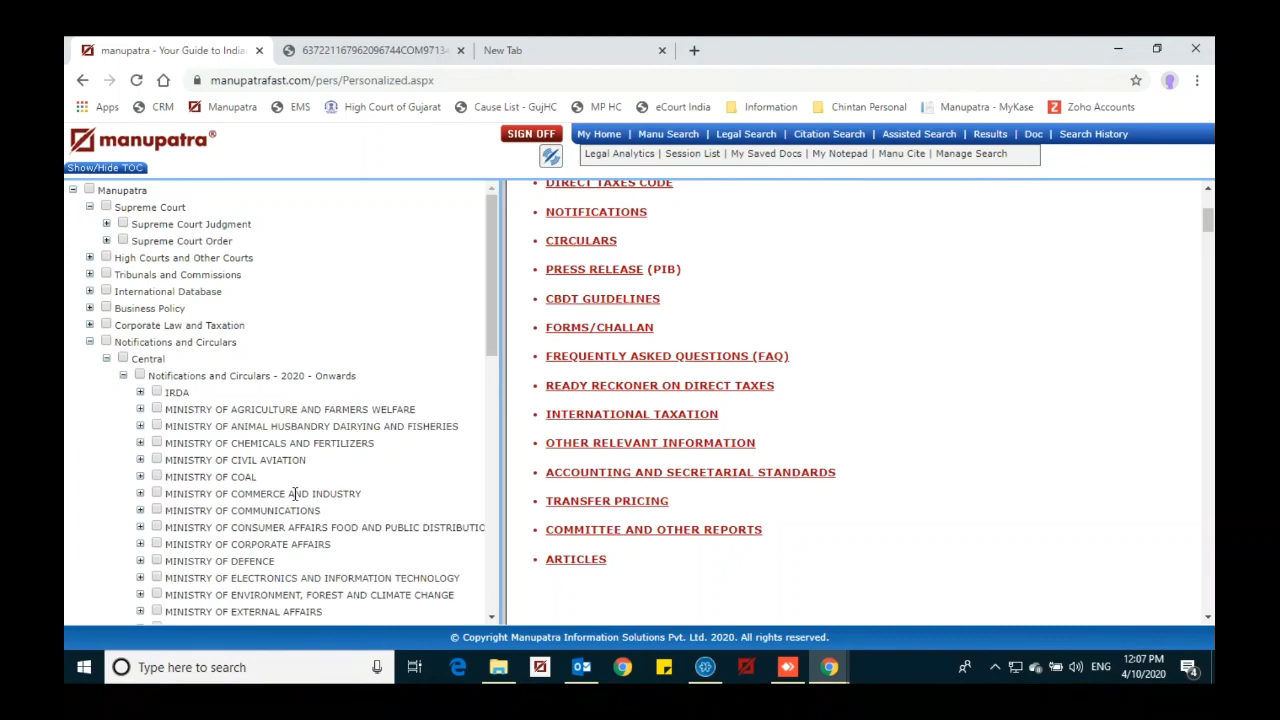 manupatra - Your Guide to India
637221167962096744COM97134
New Tab
manupatrafast.com/pers/Personalized.aspx
Apps
CRM
Manupatra
EMS
High Court of Gujarat
Cause List - GujHC
MP HC
eCourt India
Information
Chintan Personal
Manupatra - MyKase
Zoho Accounts
manupatra®
SIGN OFF
My Home | Manu Search | Legal Search | Citation Search | Assisted Search | Results | Doc | Search History
Legal Analytics | Session List | My Saved Docs | My Notepad | Manu Cite | Manage Search
Show/Hide TOC
Manupatra
Supreme Court
Supreme Court Judgment
Supreme Court Order
High Courts and Other Courts
Tribunals and Commissions
International Database
Business Policy
Corporate Law and Taxation
Notifications and Circulars
Central
Notifications and Circulars - 2020 - Onwards
IRDA
MINISTRY OF AGRICULTURE AND FARMERS WELFARE
MINISTRY OF ANIMAL HUSBANDRY DAIRYING AND FISHERIES
MINISTRY OF CHEMICALS AND FERTILIZERS
MINISTRY OF CIVIL AVIATION
MINISTRY OF COAL
MINISTRY OF COMMERCE AND INDUSTRY
MINISTRY OF COMMUNICATIONS
MINISTRY OF CONSUMER AFFAIRS FOOD AND PUBLIC DISTRIBUTIO
MINISTRY OF CORPORATE AFFAIRS
MINISTRY OF DEFENCE
MINISTRY OF ELECTRONICS AND INFORMATION TECHNOLOGY
MINISTRY OF ENVIRONMENT, FOREST AND CLIMATE CHANGE
MINISTRY OF EXTERNAL AFFAIRS
• DIRECT TAXES CODE
• NOTIFICATIONS
• CIRCULARS
• PRESS RELEASE (PIB)
• CBDT GUIDELINES
• FORMS/CHALLAN
• FREQUENTLY ASKED QUESTIONS (FAQ)
• READY RECKONER ON DIRECT TAXES
• INTERNATIONAL TAXATION
• OTHER RELEVANT INFORMATION
• ACCOUNTING AND SECRETARIAL STANDARDS
• TRANSFER PRICING
• COMMITTEE AND OTHER REPORTS
• ARTICLES
© Copyright Manupatra Information Solutions Pvt. Ltd. 2020. All rights reserved.
Type here to search
ENG
12:07 PM
4/10/2020
4